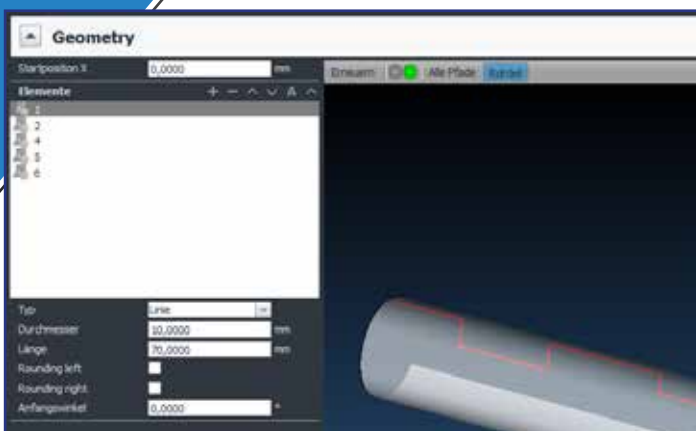 Geometry
Startposition X 0,0000 mm
Erneuern Alle Pfade
Elemente + - A
1
2
4
5
6
Typ Linie
Durchmesser 10,0000 mm
Länge 70,0000 mm
Rounding left
Rounding right
Anfangswinkel 0,0000 °